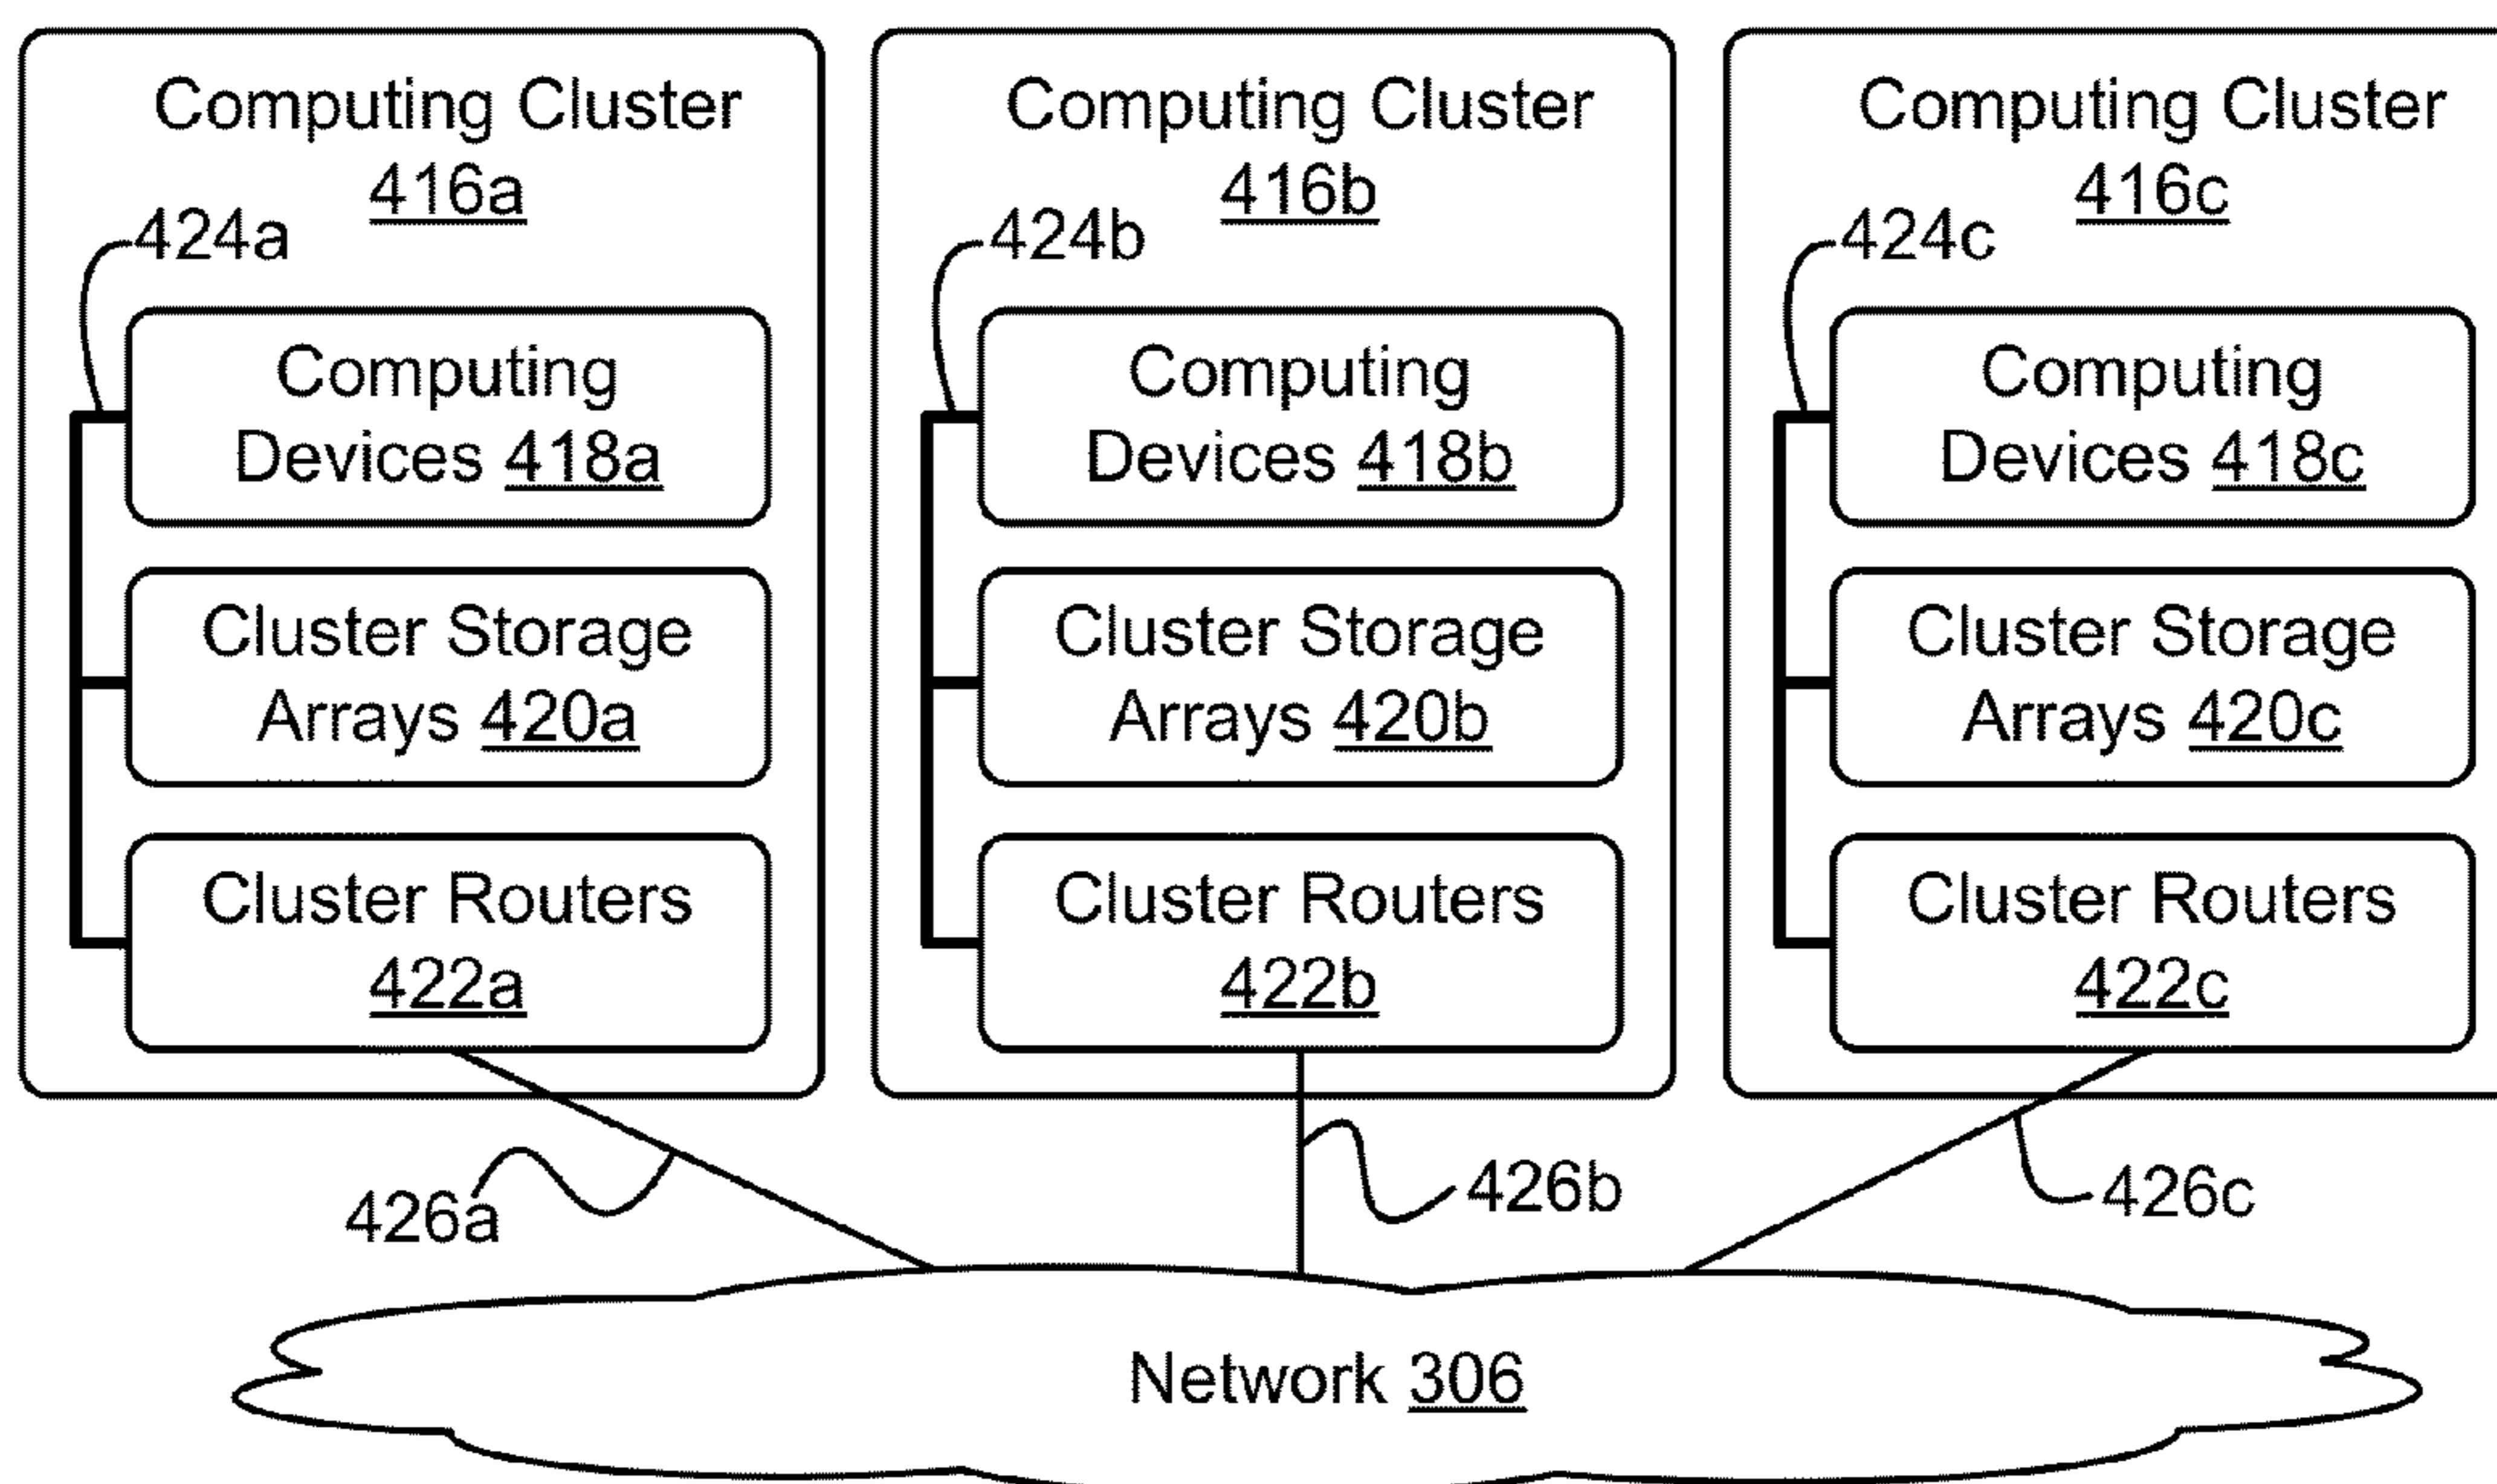 Computing Cluster
416a
424a
Computing
Devices 418a
Cluster Storage
Arrays 420a
Cluster Routers
422a
426a
Computing Cluster
416b
424b
Computing
Devices 418b
Cluster Storage
Arrays 420b
Cluster Routers
422b
426b
Computing Cluster
416c
424c
Computing
Devices 418c
Cluster Storage
Arrays 420c
Cluster Routers
422c
426c
Network 306